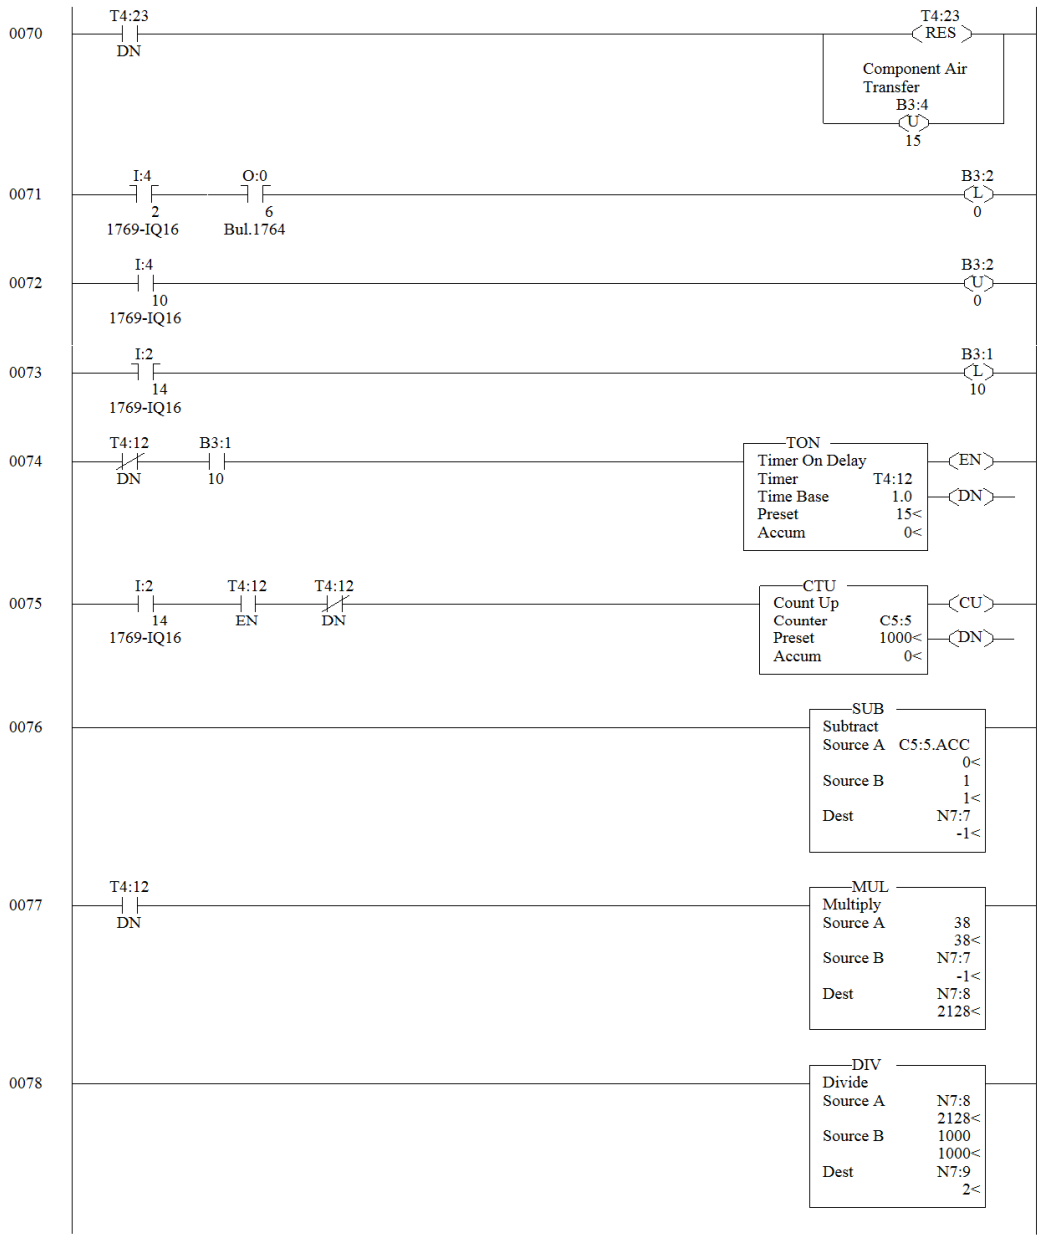 T4:23 T4:23
0070 RES
DN
Component Air
Transfer
B3:4
U
15
I:4 O:0 B3:2
0071 L
2 6 0
1769-IQ16 Bul.1764
I:4 B3:2
0072 U
10 0
1769-IQ16
I:2 B3:1
0073 L
14 10
1769-IQ16
T4:12 B3:1 TON
0074 Timer On Delay EN
DN 10 Timer T4:12
Time Base 1.0 DN
Preset 15<
Accum 0<
I:2 T4:12 T4:12 CTU
0075 Count Up CU
14 EN DN Counter C5:5
1769-IQ16 Preset 1000< DN
Accum 0<
SUB
0076 Subtract
Source A C5:5.ACC
0<
Source B 1
1<
Dest N7:7
-1<
T4:12 MUL
0077 Multiply
DN Source A 38
38<
Source B N7:7
-1<
Dest N7:8
2128<
DIV
0078 Divide
Source A N7:8
2128<
Source B 1000
1000<
Dest N7:9
2<